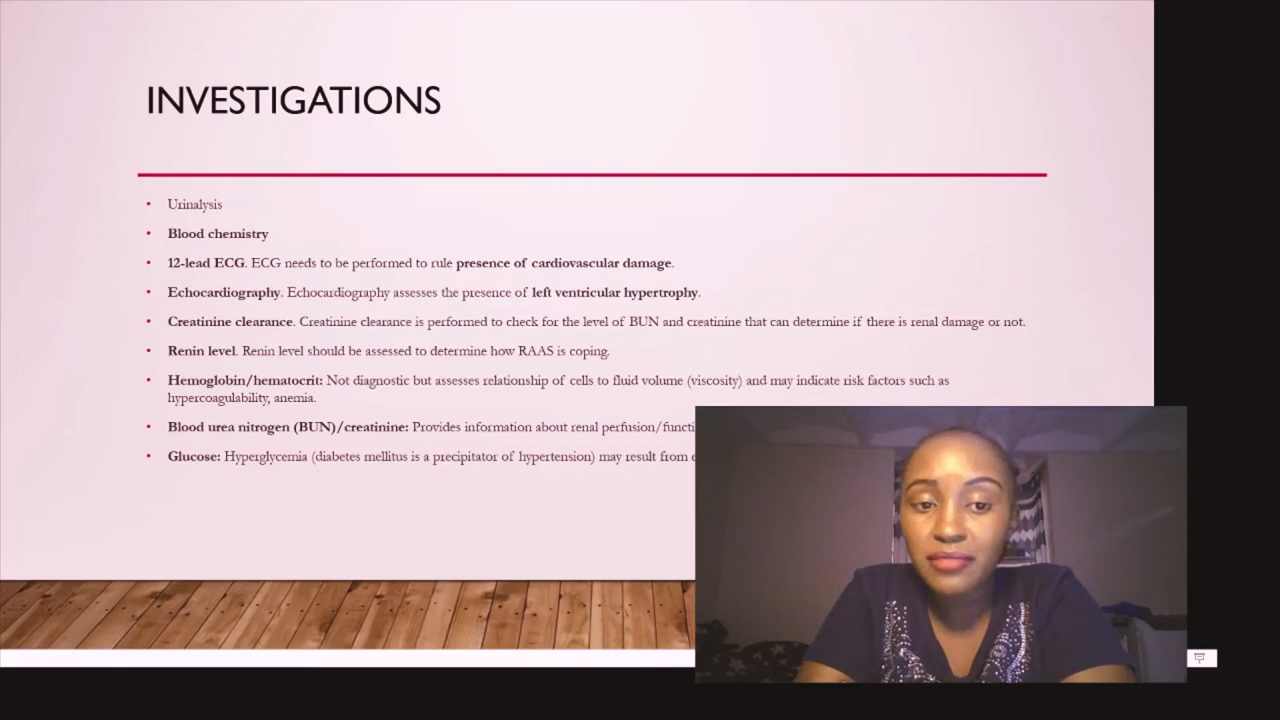 INVESTIGATIONS
• Urinalysis
• Blood chemistry
• 12-lead ECG. ECG needs to be performed to rule presence of cardiovascular damage.
• Echocardiography. Echocardiography assesses the presence of left ventricular hypertrophy.
• Creatinine clearance. Creatinine clearance is performed to check for the level of BUN and creatinine that can determine if there is renal damage or not.
• Renin level. Renin level should be assessed to determine how RAAS is coping.
• Hemoglobin/hematocrit: Not diagnostic but assesses relationship of cells to fluid volume (viscosity) and may indicate risk factors such as
hypercoagulability, anemia.
• Blood urea nitrogen (BUN)/creatinine: Provides information about renal
• Glucose: Hyperglycemia (diabetes mellitus is a precipitator of hypertension) may result from